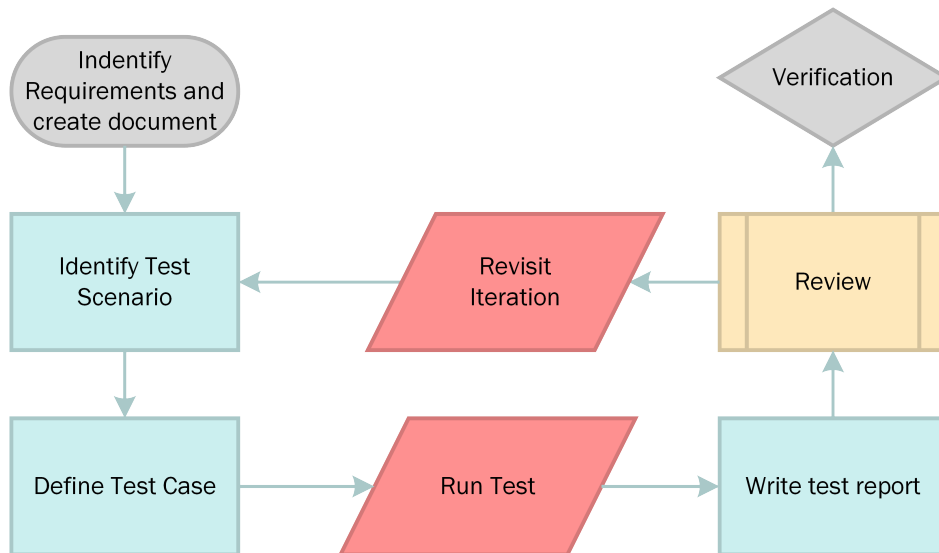 Indentify
Requirements and
create document
Verification
Identify Test
Scenario
Revisit
Iteration
Review
Define Test Case
Run Test
Write test report